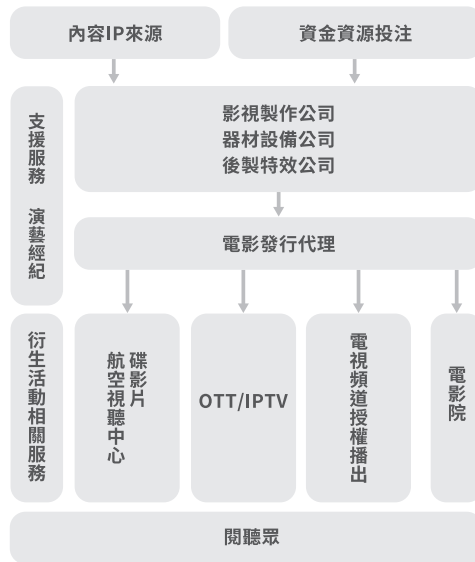 內容IP來源
資金資源投注
支援服務 演藝經紀
影視製作公司
器材設備公司
後製特效公司
電影發行代理
衍生活動相關服務
碟影片
航空視聽中心
OTT/IPTV
電視頻道授權播出
電影院
閱聽眾